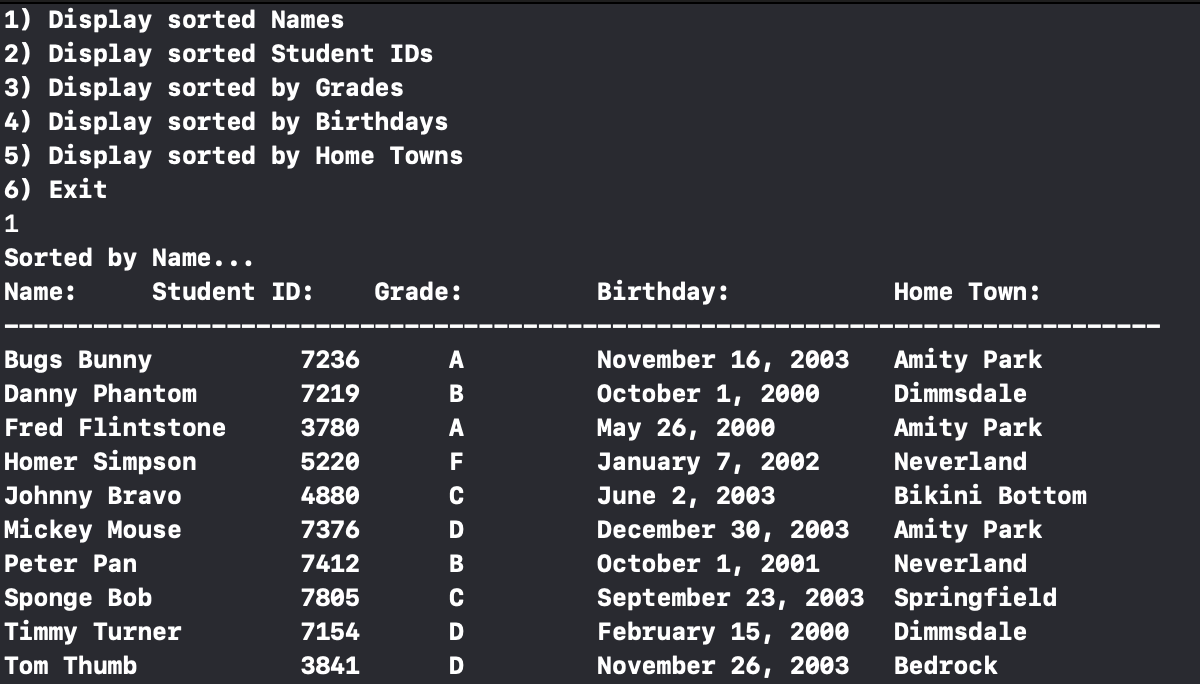 1) Display sorted Names
2) Display sorted Student IDs
3) Display sorted by Grades
4) Display sorted by Birthdays
5) Display sorted by Home Towns
6) Exit
1
Sorted by Name...
Name:     Student ID:    Grade:         Birthday:           Home Town:
------------------------------------------------------------------------------
Bugs Bunny          7236      A         November 16, 2003   Amity Park
Danny Phantom       7219      B         October 1, 2000     Dimmsdale
Fred Flintstone     3780      A         May 26, 2000        Amity Park
Homer Simpson       5220      F         January 7, 2002     Neverland
Johnny Bravo        4880      C         June 2, 2003        Bikini Bottom
Mickey Mouse        7376      D         December 30, 2003   Amity Park
Peter Pan           7412      B         October 1, 2001     Neverland
Sponge Bob          7805      C         September 23, 2003  Springfield
Timmy Turner        7154      D         February 15, 2000   Dimmsdale
Tom Thumb           3841      D         November 26, 2003   Bedrock